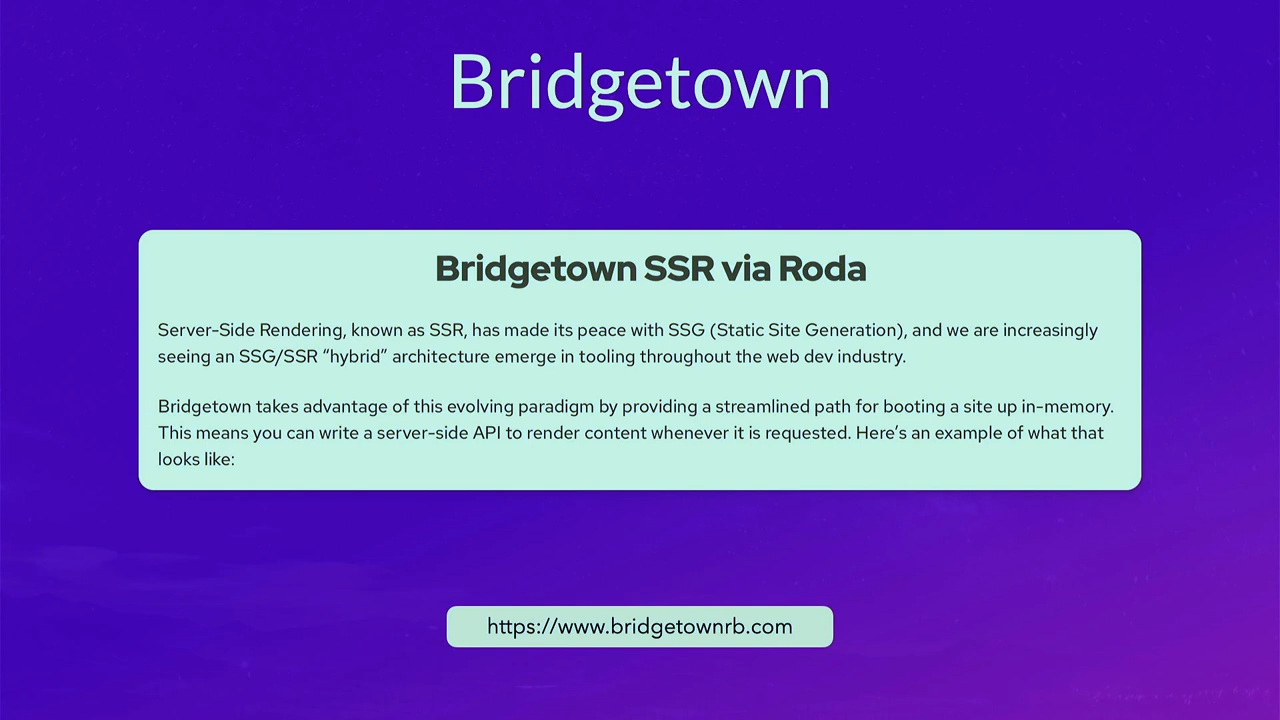 Bridgetown
Bridgetown SSR via Roda
Server-Side Rendering, known as SSR, has made its peace with SSG (Static Site Generation), and we are increasingly
seeing an SSG/SSR “hybrid” architecture emerge in tooling throughout the web dev industry.
Bridgetown takes advantage of this evolving paradigm by providing a streamlined path for booting a site up in-memory.
This means you can write a server-side API to render content whenever it is requested. Here’s an example of what that
looks like:
https://www.bridgetownrb.com